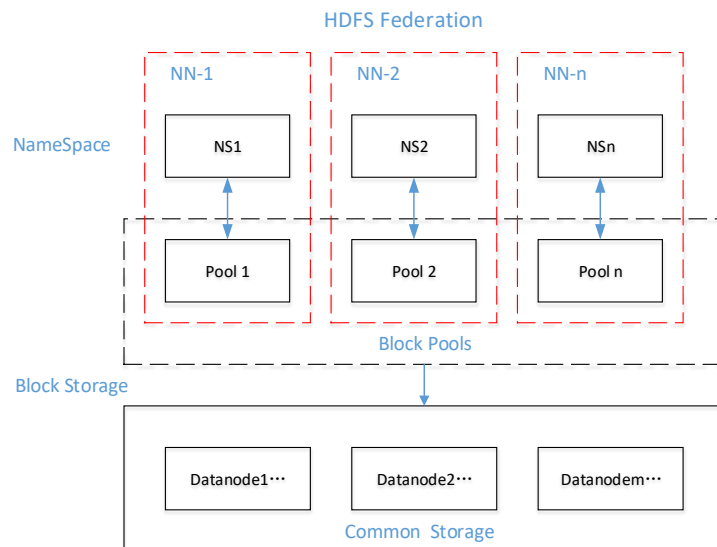 HDFS Federation
NN-1
NN-2
NN-n
NameSpace
NS1
NS2
NSn
Pool 1
Pool 2
Pool n
Block Pools
Block Storage
Datanode1…
Datanode2…
Datanodem…
Common Storage